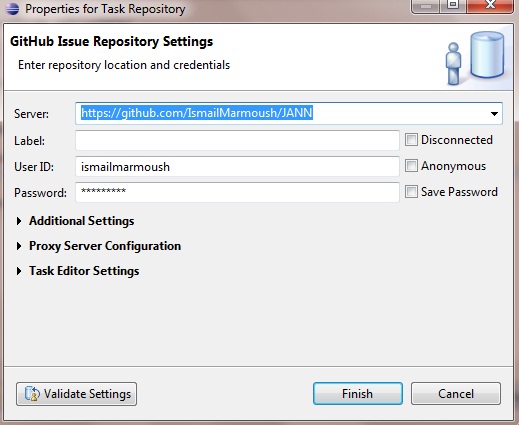 Properties for Task Repository
GitHub Issue Repository Settings
Enter repository location and credentials
Server: https://github.com/IsmailMarmoush/JANN
Label: Disconnected
User ID: ismailmarmoush Anonymous
Password: ********* Save Password
Additional Settings
Proxy Server Configuration
Task Editor Settings
Validate Settings Finish Cancel